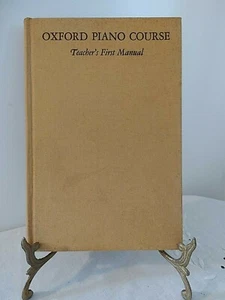 OXFORD PIANO COURSE
Teacher's First Manual